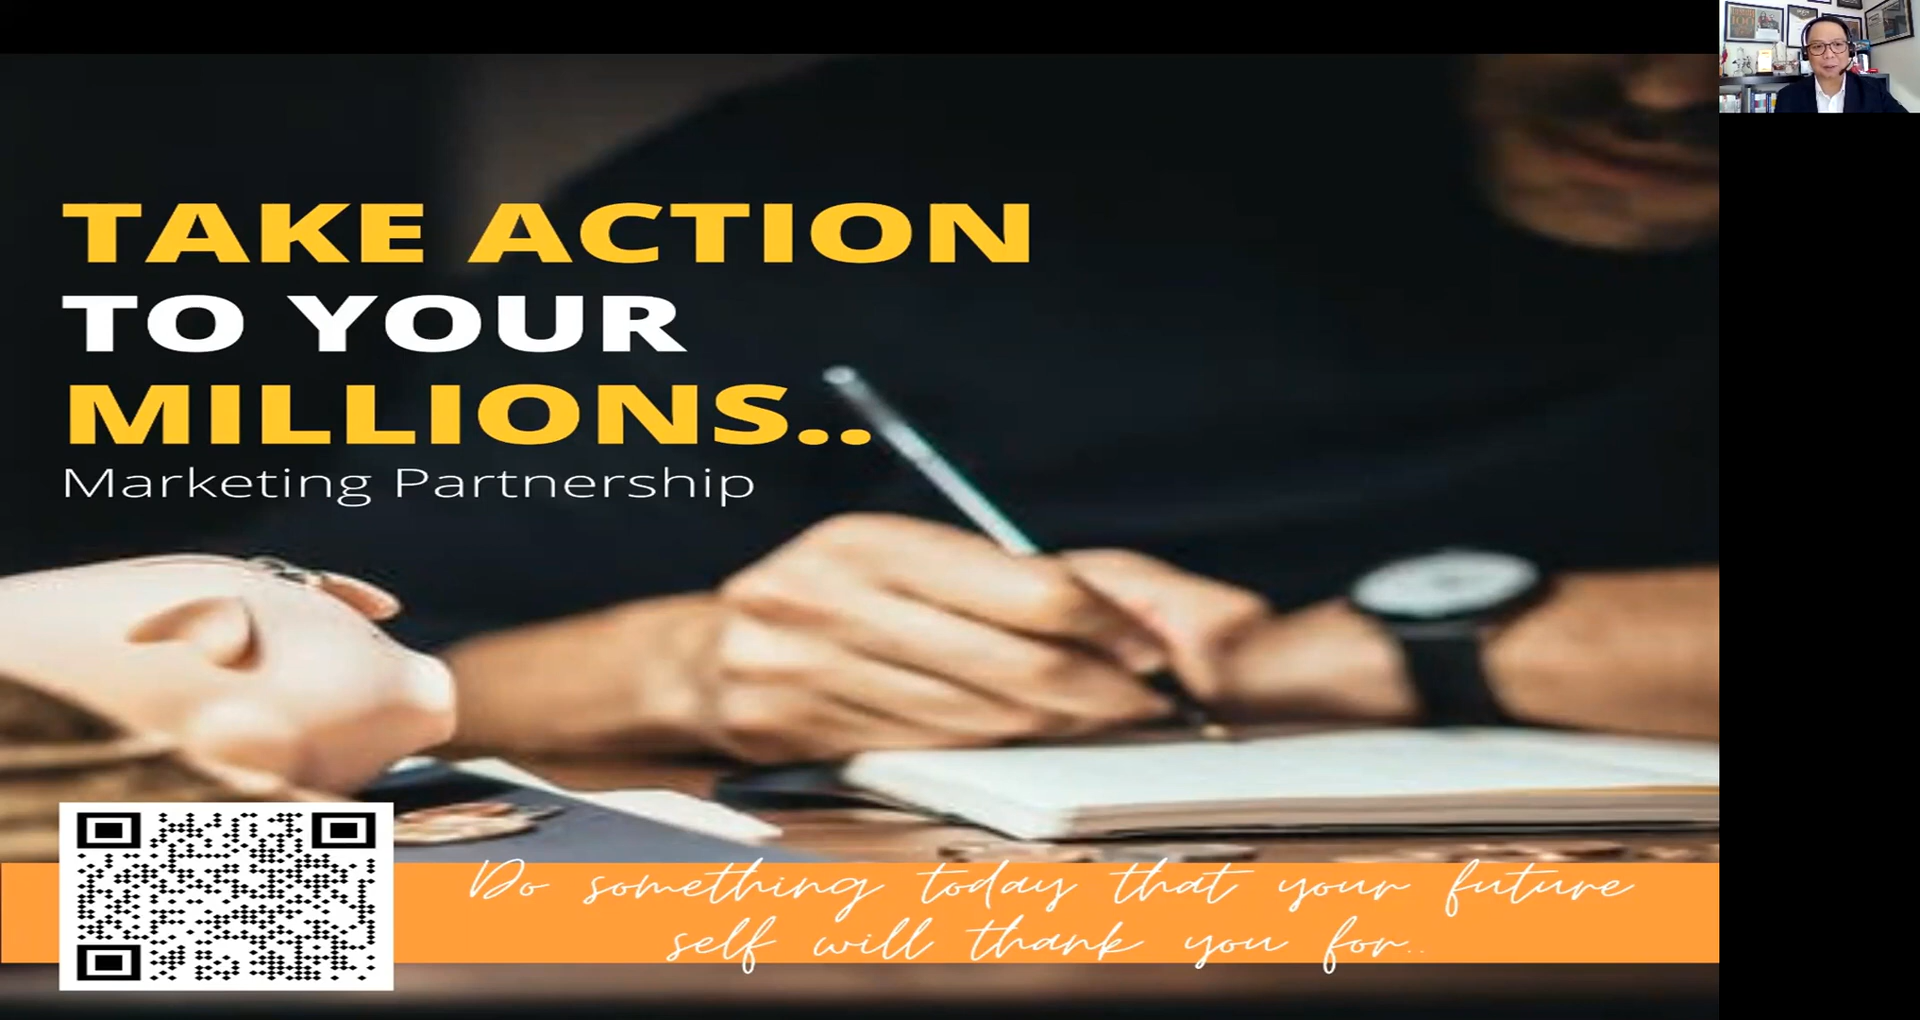 TAKE ACTION
TO YOUR
MILLIONS..
Marketing Partnership
Do something today that your future
self will thank you for..